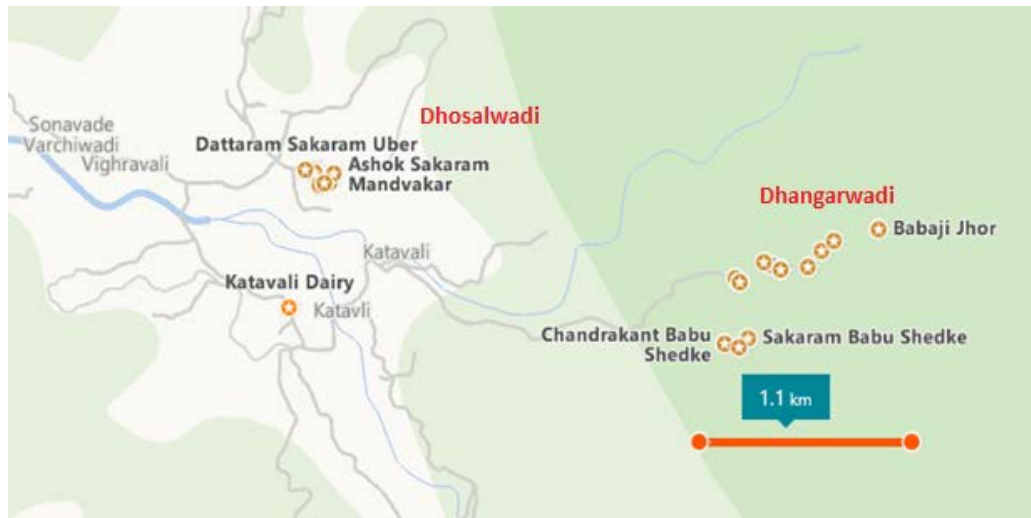 Dhosalwadi
Sonavade
Varchiwadi
Vighravali
Dattaram Sakaram Uber
Ashok Sakaram
Mandvakar
Dhangarwadi
Babaji Jhor
Katavali
Katavali Dairy
Katavli
Chandrakant Babu
Shedke
Sakaram Babu Shedke
1.1 km